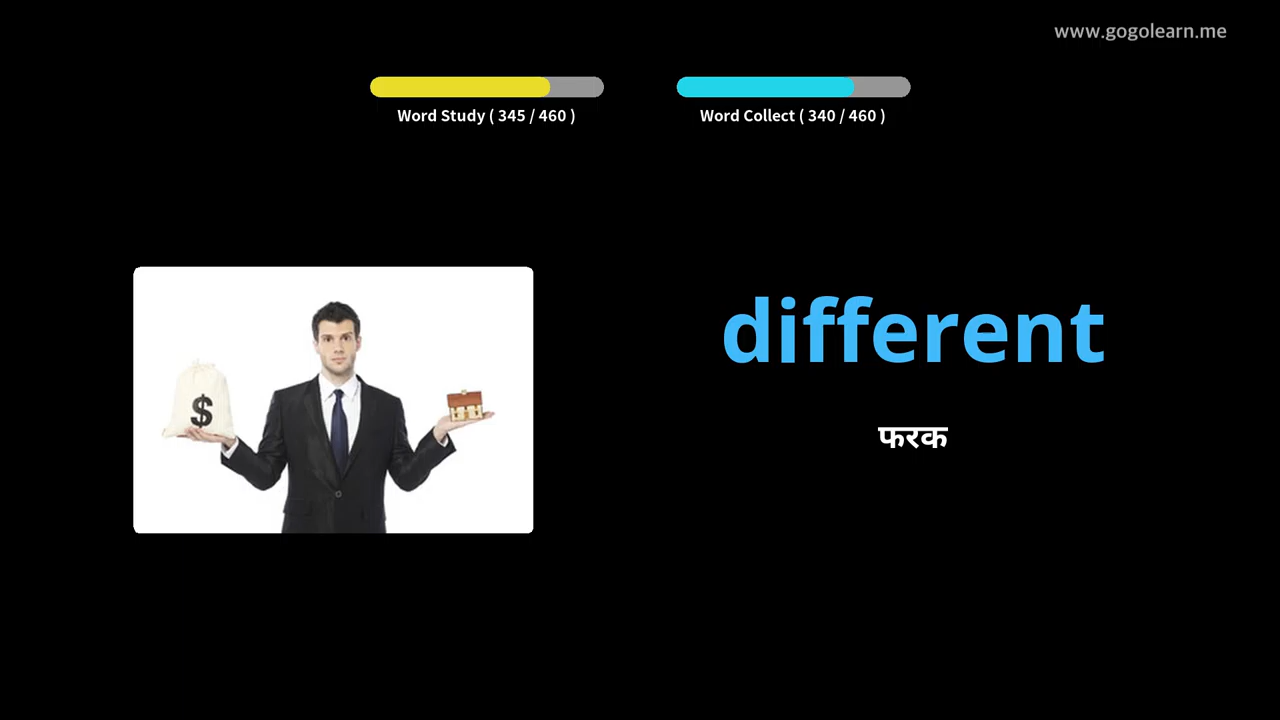 www.gogolearn.me
Word Study ( 345 / 460 )
Word Collect ( 340 / 460 )
$
different
फरक